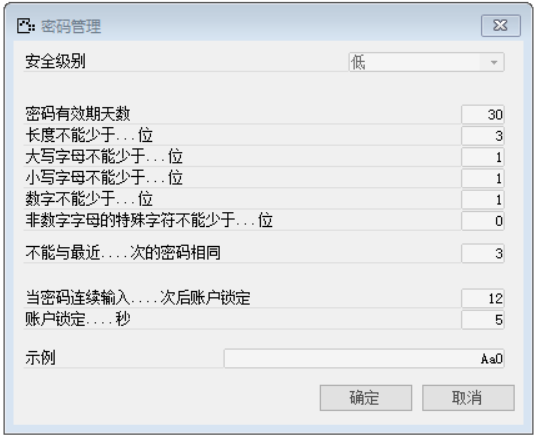 密码管理
安全级别 低
密码有效期天数 30
长度不能少于...位 3
大写字母不能少于...位 1
小写字母不能少于...位 1
数字不能少于...位 1
非数字字母的特殊字符不能少于...位 0
不能与最近....次的密码相同 3
当密码连续输入....次后账户锁定 12
账户锁定....秒 5
示例 Aa0
确定 取消